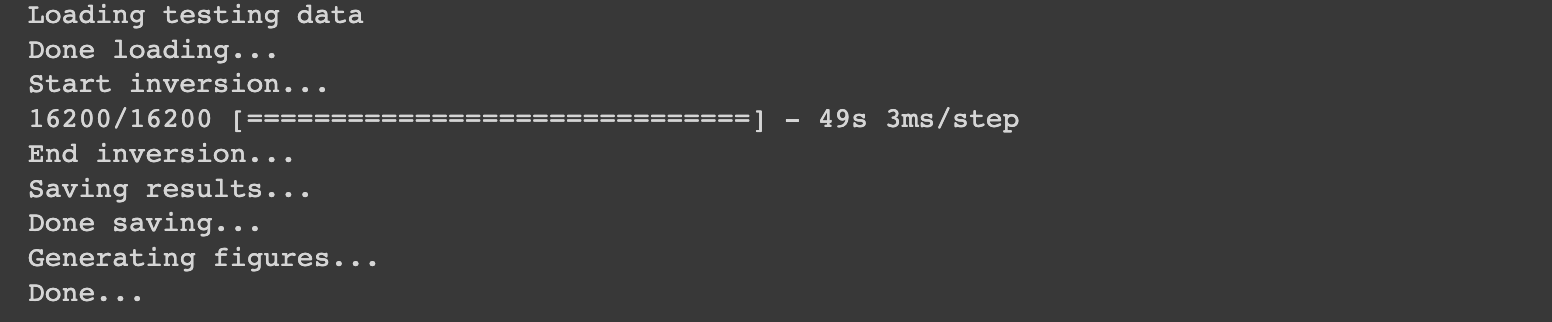 Loading testing data
Done loading...
Start inversion...
16200/16200 [==============================] - 49s 3ms/step
End inversion...
Saving results...
Done saving...
Generating figures...
Done...